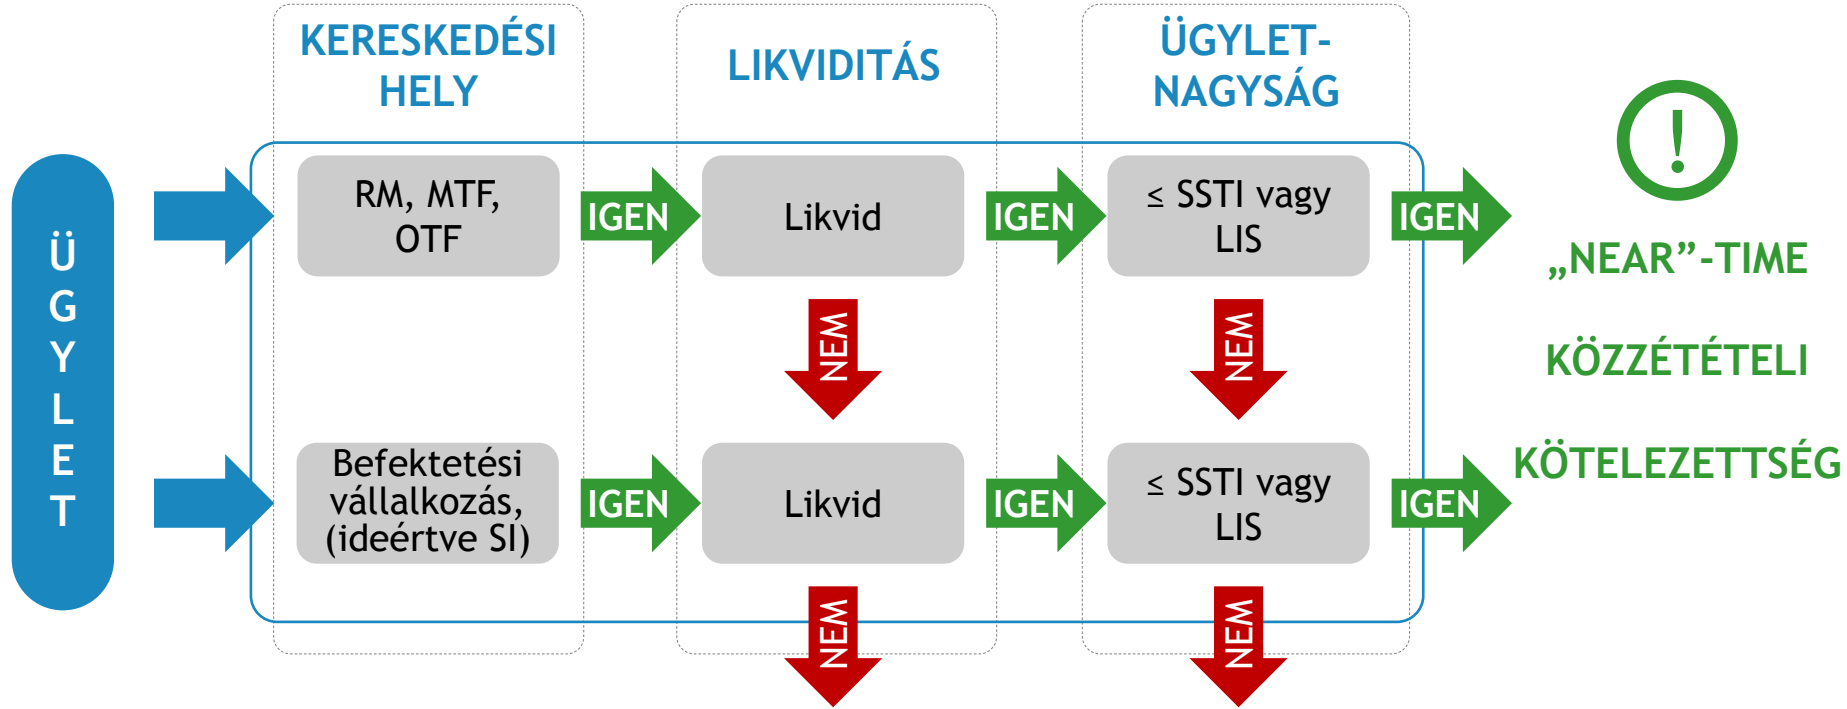 KERESKEDÉSI
HELY
LIKVIDITÁS
ÜGYLET-
NAGYSÁG
!
Ü
G
Y
L
E
T
RM, MTF,
OTF
IGEN
Likvid
IGEN
≤ SSTI vagy
LIS
IGEN
„NEAR”-TIME
KÖZZÉTÉTELI
KÖTELEZETTSÉG
NEM
NEM
Befektetési
vállalkozás,
(ideértve SI)
IGEN
Likvid
IGEN
≤ SSTI vagy
LIS
IGEN
NEM
NEM